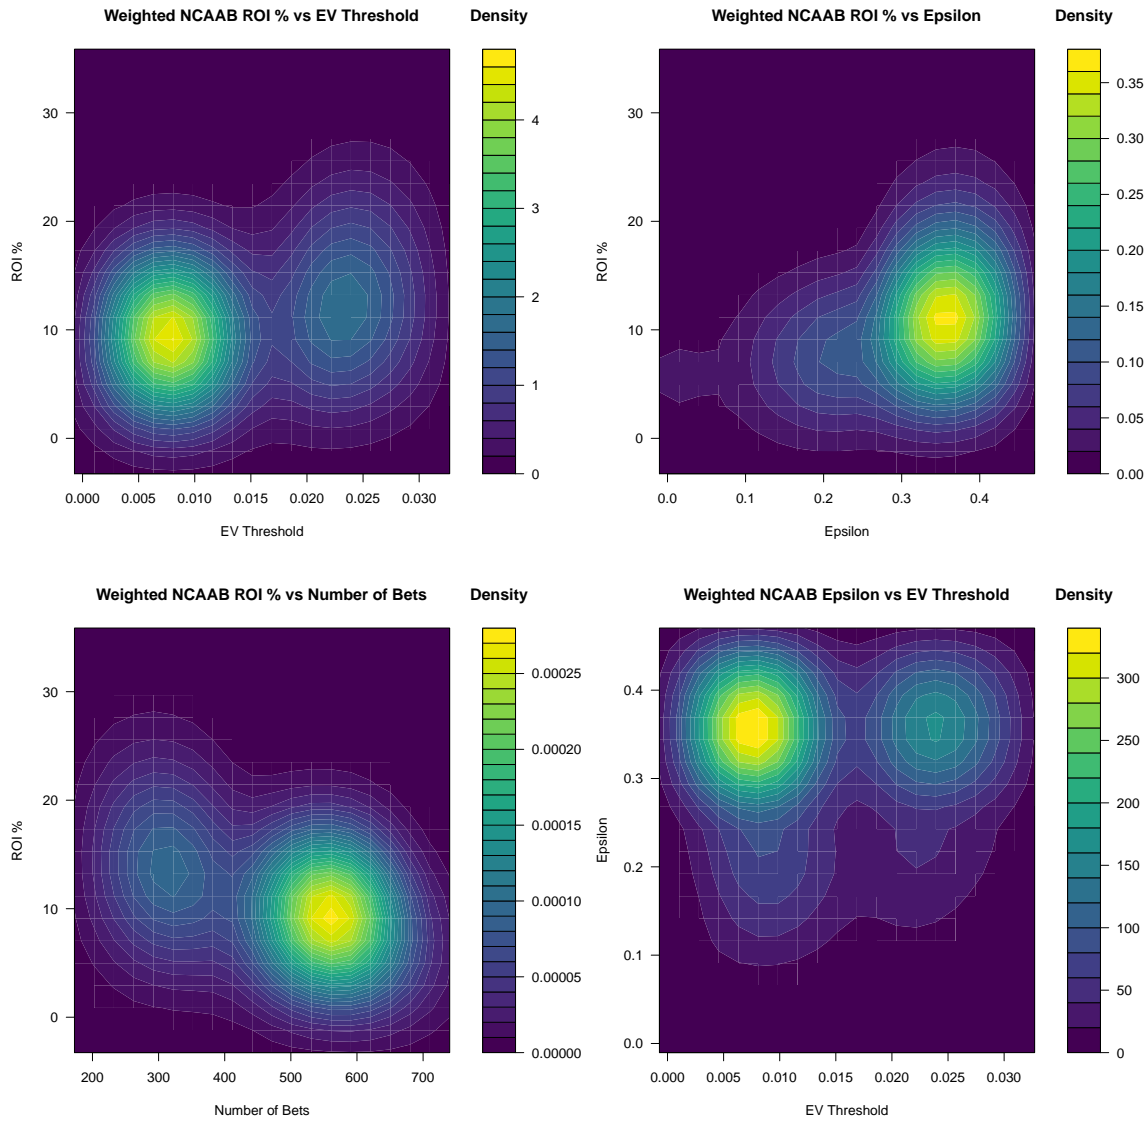 Weighted NCAAB ROI % vs EV Threshold
Density
ROI %
30
20
10
0
0.000 0.005 0.010 0.015 0.020 0.025 0.030
EV Threshold
4
3
2
1
0
Weighted NCAAB ROI % vs Epsilon
Density
ROI %
30
20
10
0
0.0 0.1 0.2 0.3 0.4
Epsilon
0.35
0.30
0.25
0.20
0.15
0.10
0.05
0.00
Weighted NCAAB ROI % vs Number of Bets
Density
ROI %
30
20
10
0
200 300 400 500 600 700
Number of Bets
0.00025
0.00020
0.00015
0.00010
0.00005
0.00000
Weighted NCAAB Epsilon vs EV Threshold
Density
Epsilon
0.4
0.3
0.2
0.1
0.0
0.000 0.005 0.010 0.015 0.020 0.025 0.030
EV Threshold
300
250
200
150
100
50
0